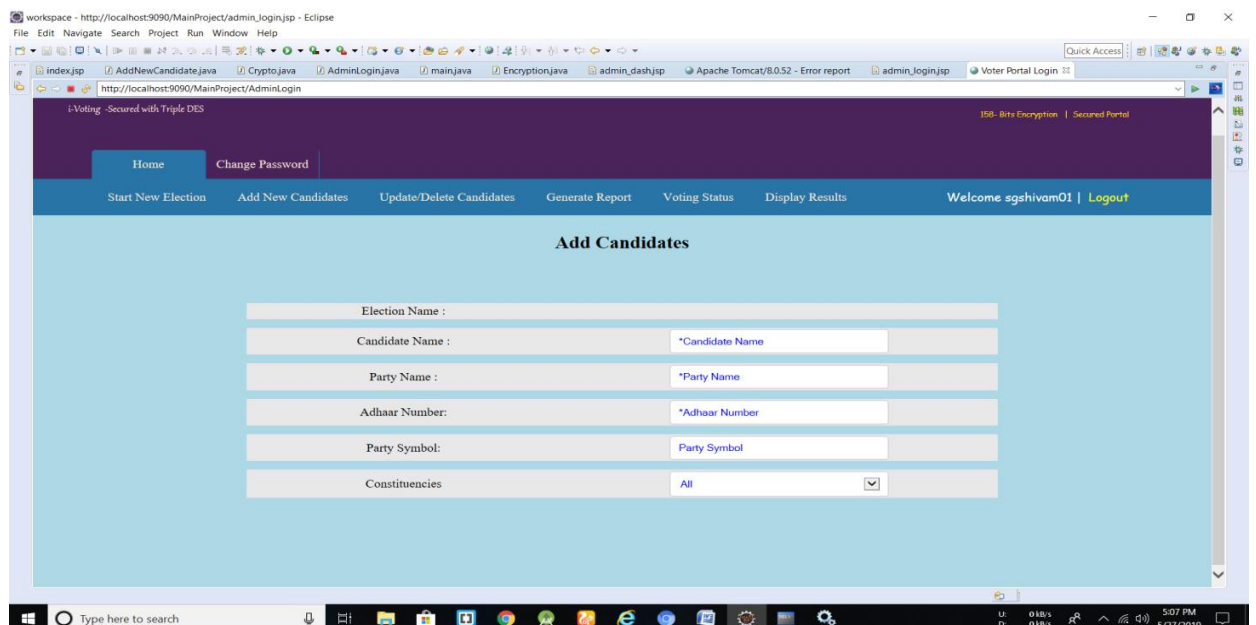 workspace - http://localhost:9090/MainProject/admin_login.jsp - Eclipse
File Edit Navigate Search Project Run Window Help
Quick Access
index.jsp AddNewCandidate.java Crypto.java AdminLogin.java main.java Encryption.java admin_dash.jsp Apache Tomcat/8.0.52 - Error report admin_login.jsp Voter Portal Login
http://localhost:9090/MainProject/AdminLogin
i-Voting -Secured with Triple DES
158- Bits Encryption | Secured Portal
Home Change Password
Start New Election Add New Candidates Update/Delete Candidates Generate Report Voting Status Display Results Welcome sgshivam01 | Logout
Add Candidates
Election Name :
Candidate Name : *Candidate Name
Party Name : *Party Name
Adhaar Number: *Adhaar Number
Party Symbol: Party Symbol
Constituencies All
Type here to search
U: 0 kB/s
D: 0 kB/s
5:07 PM